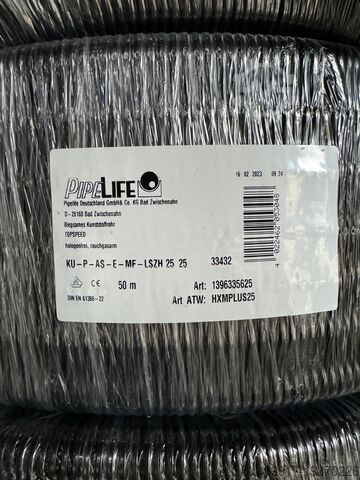 PIPELIFE
Pipelife Deutschland GmbH& Co. KG Bad Zwischenahn
D - 26160 Bad Zwischenahn
Biegsames Kunststoffrohr
TOPSPEED
halogenfrei, raucharm
16 02 2023 09 24
KU - P - AS - E - MF - LSZH 25 25 33432
CE 50 m Art: 1396335625
DIN EN 61386 - 22 Art ATW: HXMPLUS25